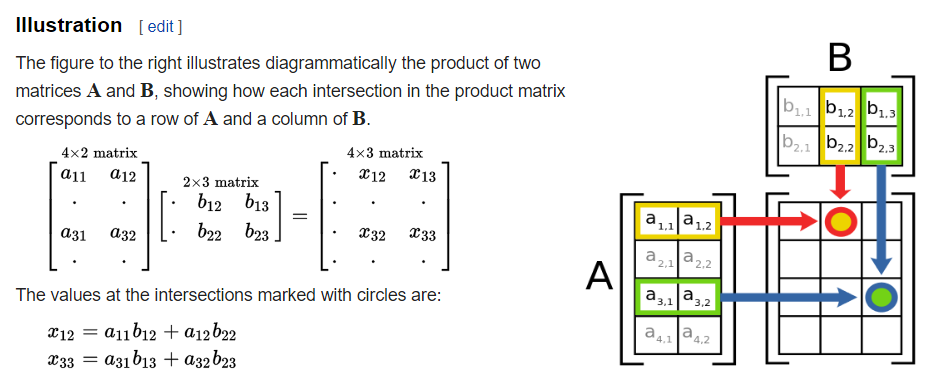 Illustration [ edit ]
The figure to the right illustrates diagrammatically the product of two
matrices A and B, showing how each intersection in the product matrix
corresponds to a row of A and a column of B.
4×2 matrix
a11 a12
. .
a31 a32
. .
2×3 matrix
. b12 b13
. b22 b23
=
4×3 matrix
. x12 x13
. . .
. x32 x33
. . .
The values at the intersections marked with circles are:
x12 = a11b12 + a12b22
x33 = a31b13 + a32b23
B
b1,1 b1,2 b1,3
b2,1 b2,2 b2,3
A
a1,1 a1,2
a2,1 a2,2
a3,1 a3,2
a4,1 a4,2